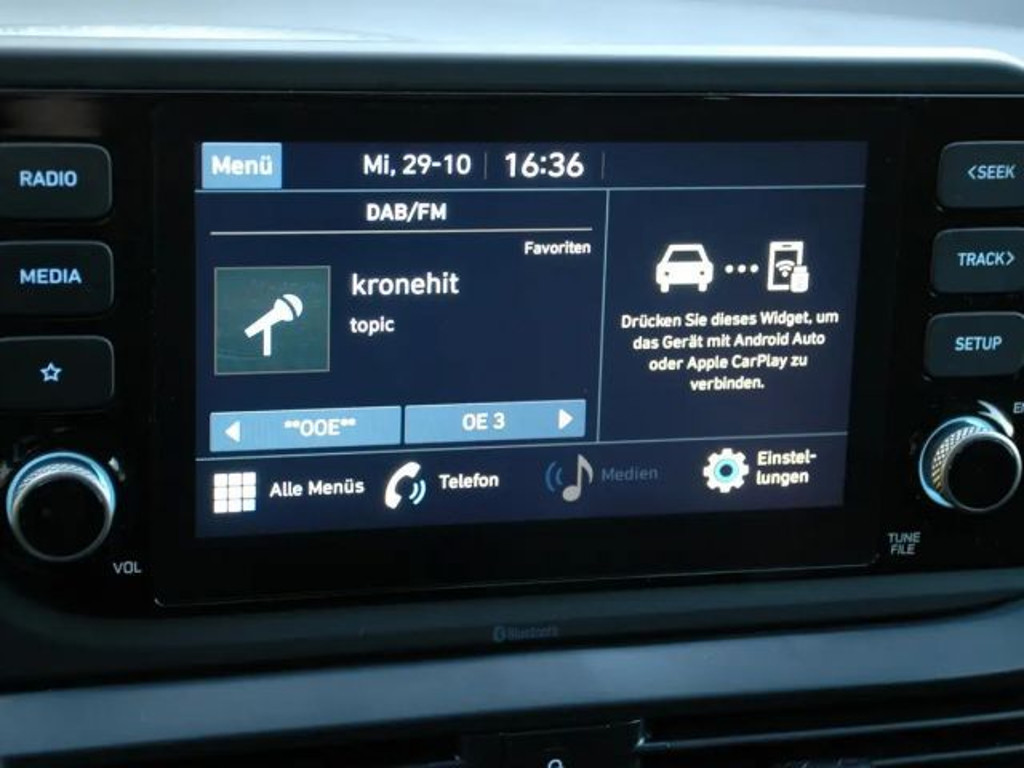 RADIO
MEDIA
VOL
Menü
Mi, 29-10
16:36
DAB/FM
Favoriten
kronehit
topic
**OOE**
OE 3
Drücken Sie dieses Widget, um
das Gerät mit Android Auto
oder Apple CarPlay zu
verbinden.
Alle Menüs
Telefon
Medien
Einstel-
lungen
<SEEK
TRACK>
SETUP
TUNE
FILE
Bluetooth